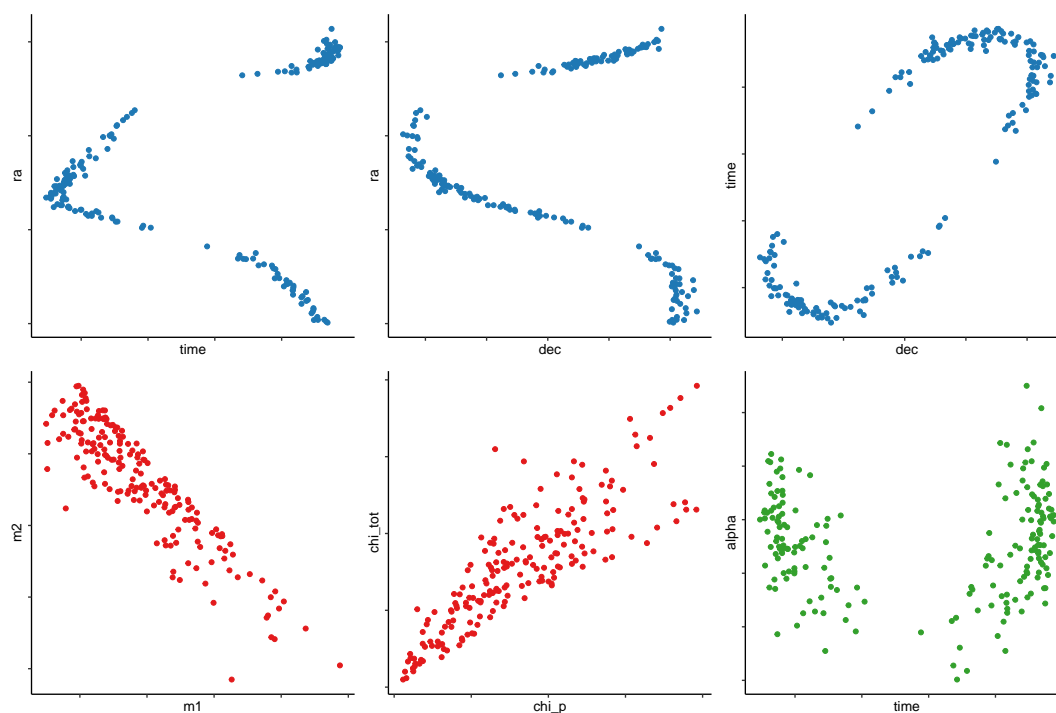 ra
time
ra
dec
time
dec
m2
m1
chi_tot
chi_p
alpha
time